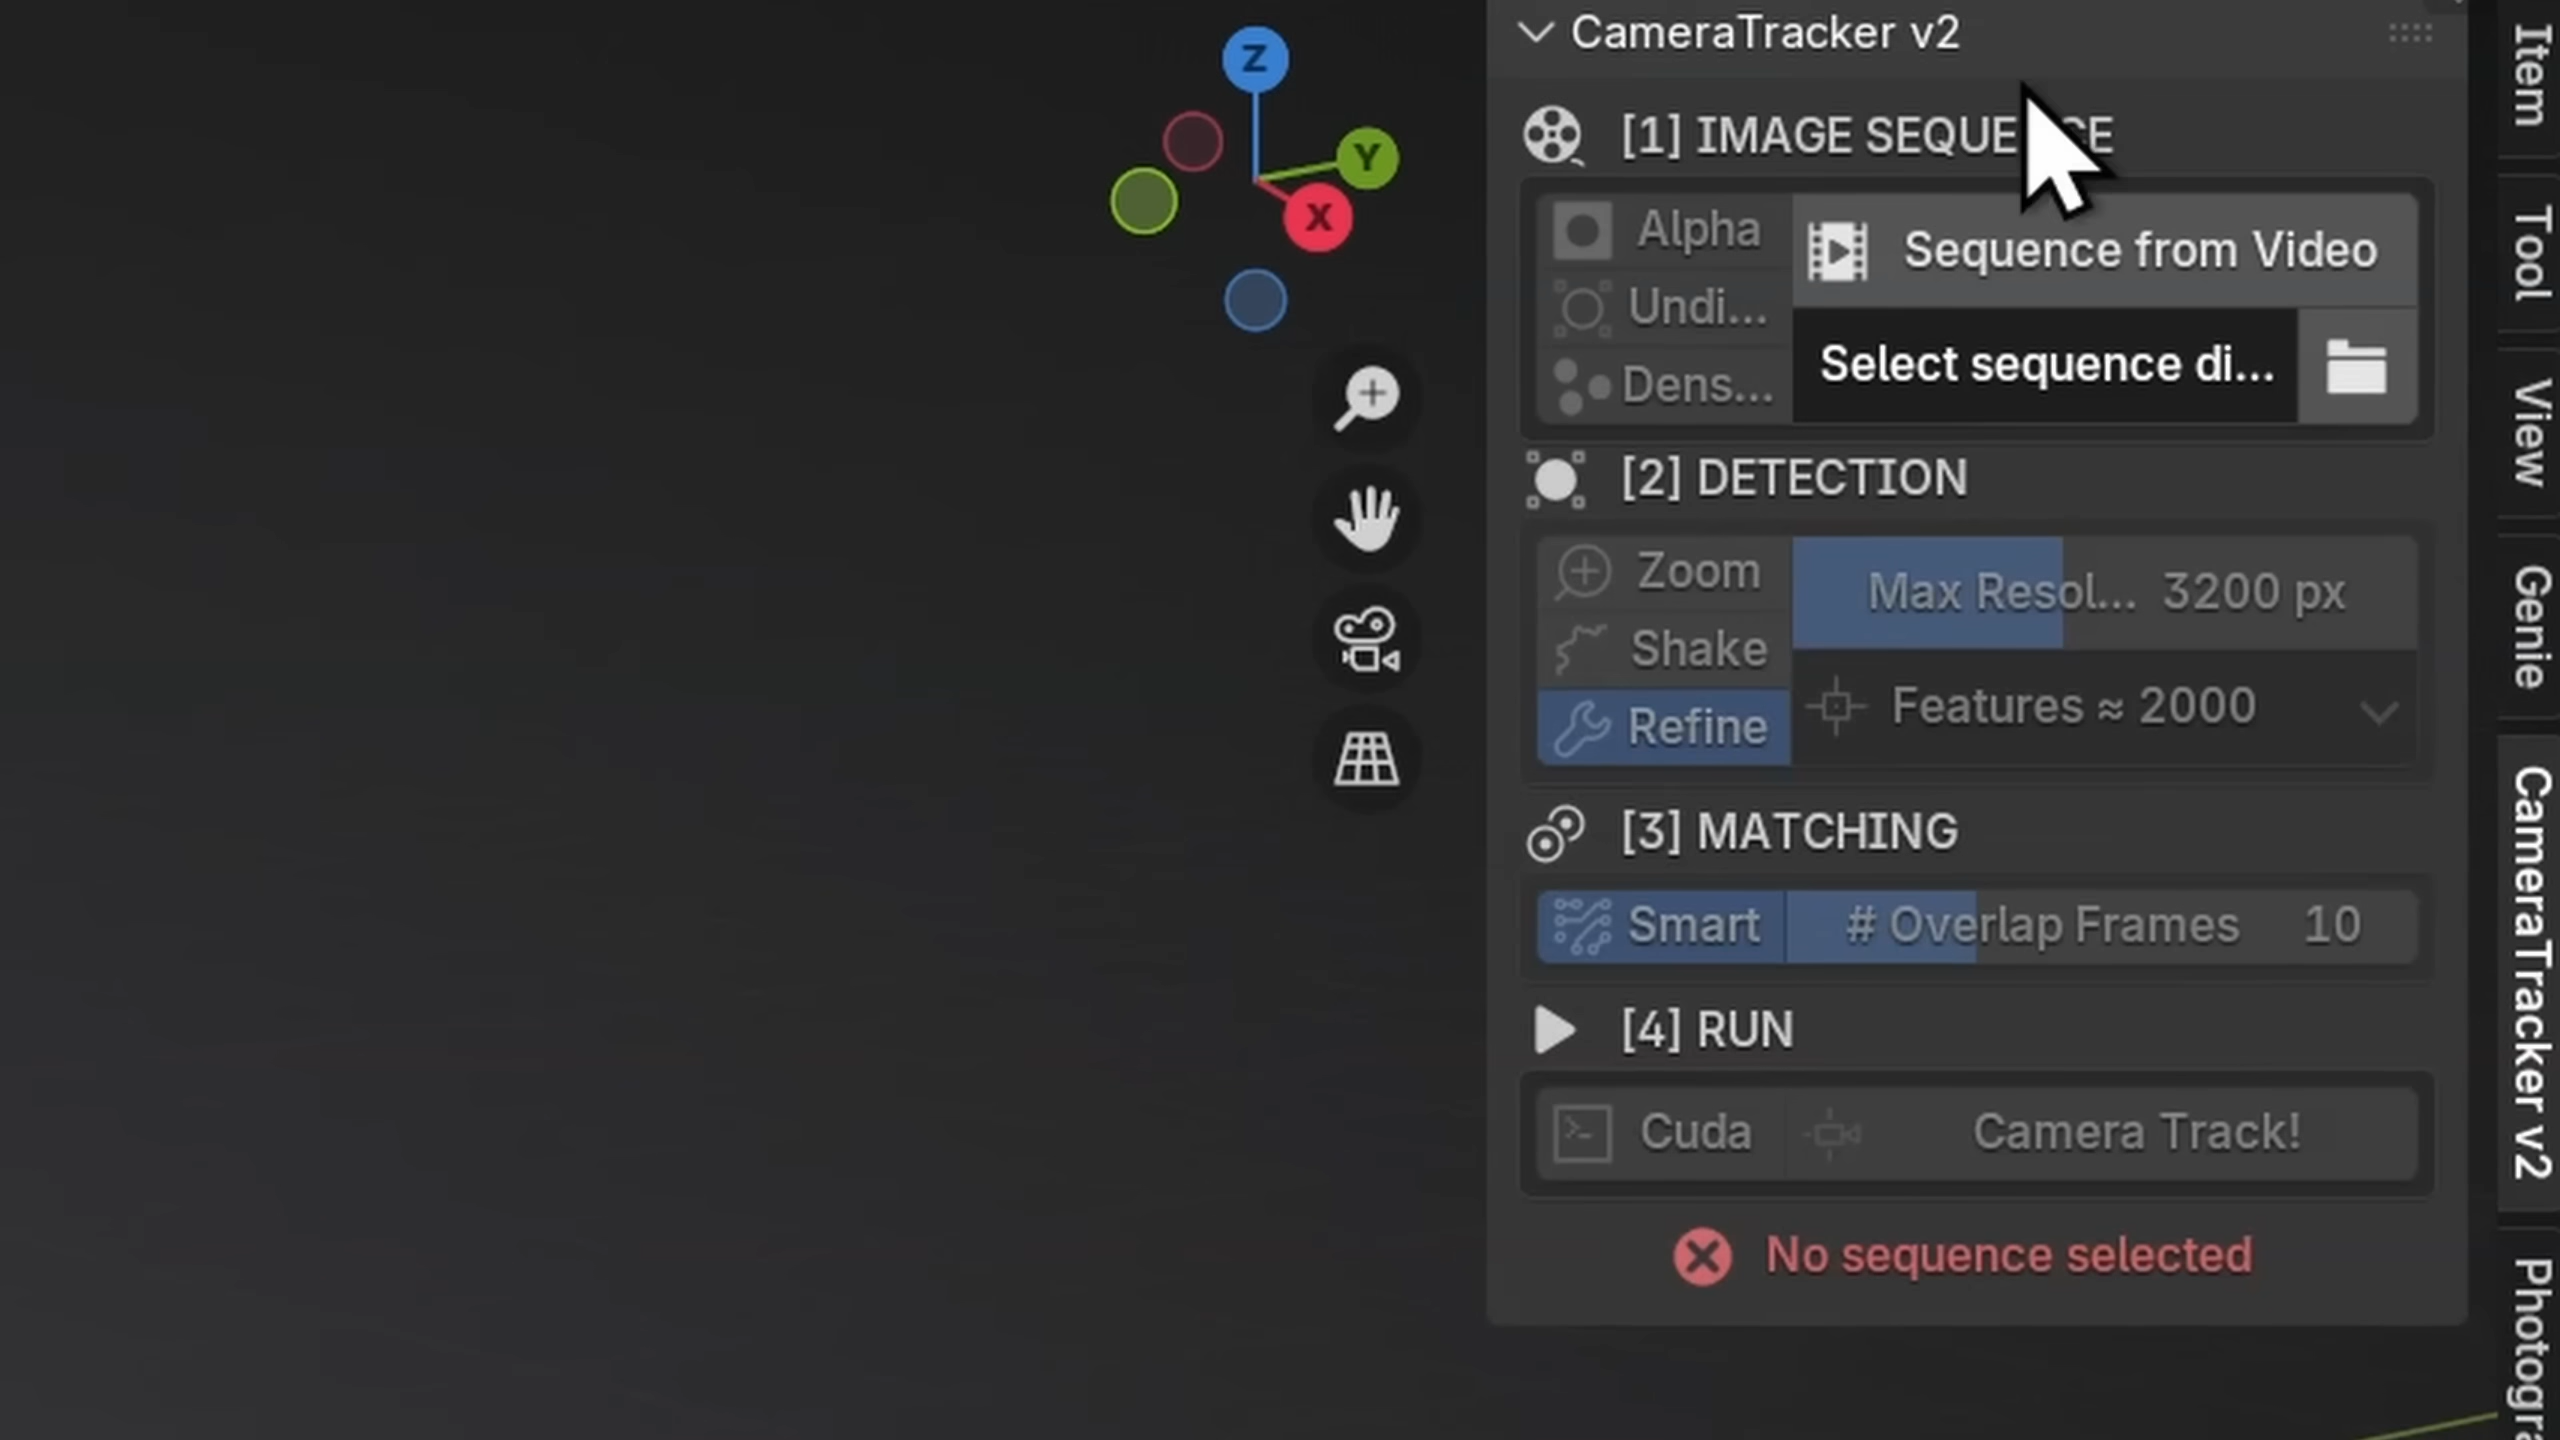 CameraTracker v2
[1] IMAGE SEQUE CE
Alpha
Sequence from Video
Undi...
Select sequence di...
Dens...
[2] DETECTION
Zoom
Max Resol... 3200 px
Shake
Features ≈ 2000
Refine
[3] MATCHING
Smart
# Overlap Frames 10
[4] RUN
Cuda
Camera Track!
No sequence selected
Z
Y
X
Item
Tool
View
Genie
CameraTracker v2
Photogra